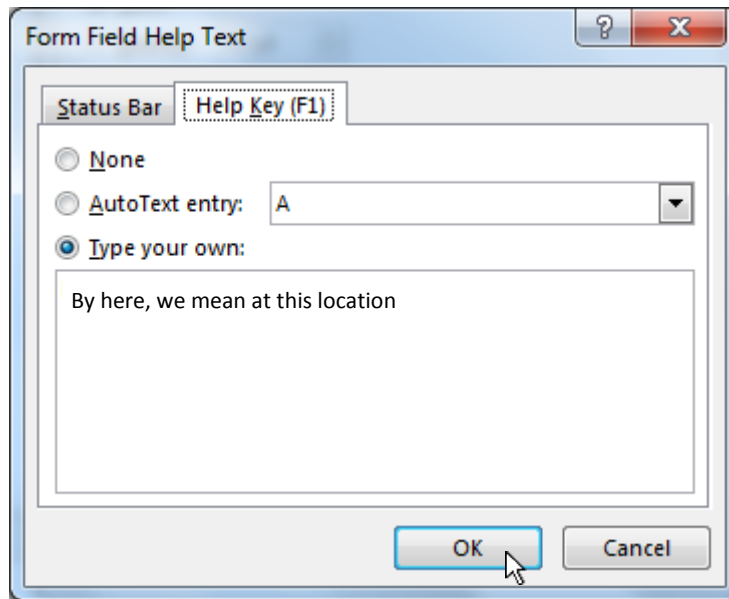 Form Field Help Text
? X
Status Bar Help Key (F1)
None
AutoText entry: A
Type your own:
By here, we mean at this location
OK Cancel